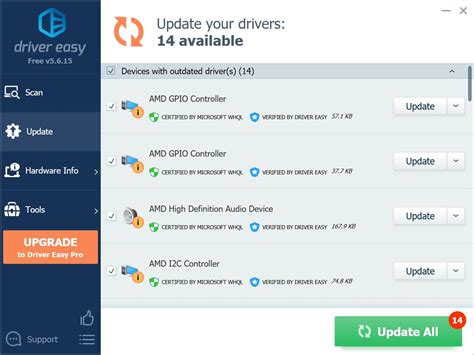 driver easy
Free v5.6.15
Scan
Update
Hardware Info
Tools
UPGRADE
to Driver Easy Pro
Support
Update your drivers:
14 available
Devices with outdated driver(s) (14)
AMD GPIO Controller
CERTIFIED BY MICROSOFT WHQL VERIFIED BY DRIVER EASY 57.1 KB
Update
AMD GPIO Controller
CERTIFIED BY MICROSOFT WHQL VERIFIED BY DRIVER EASY 37.7 KB
Update
AMD High Definition Audio Device
CERTIFIED BY MICROSOFT WHQL VERIFIED BY DRIVER EASY 167.9 KB
Update
AMD I2C Controller
CERTIFIED BY MICROSOFT WHQL VERIFIED BY DRIVER EASY 74.8 KB
Update
14
Update All